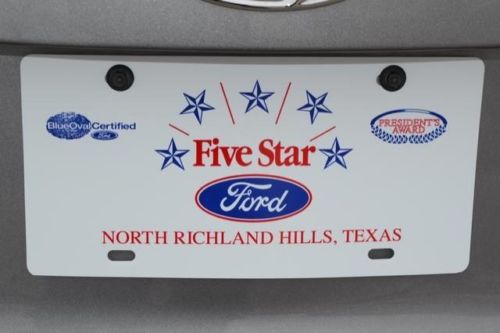 BlueOval Certified
Ford
PRESIDENT'S
AWARD
Five Star
Ford
NORTH RICHLAND HILLS, TEXAS